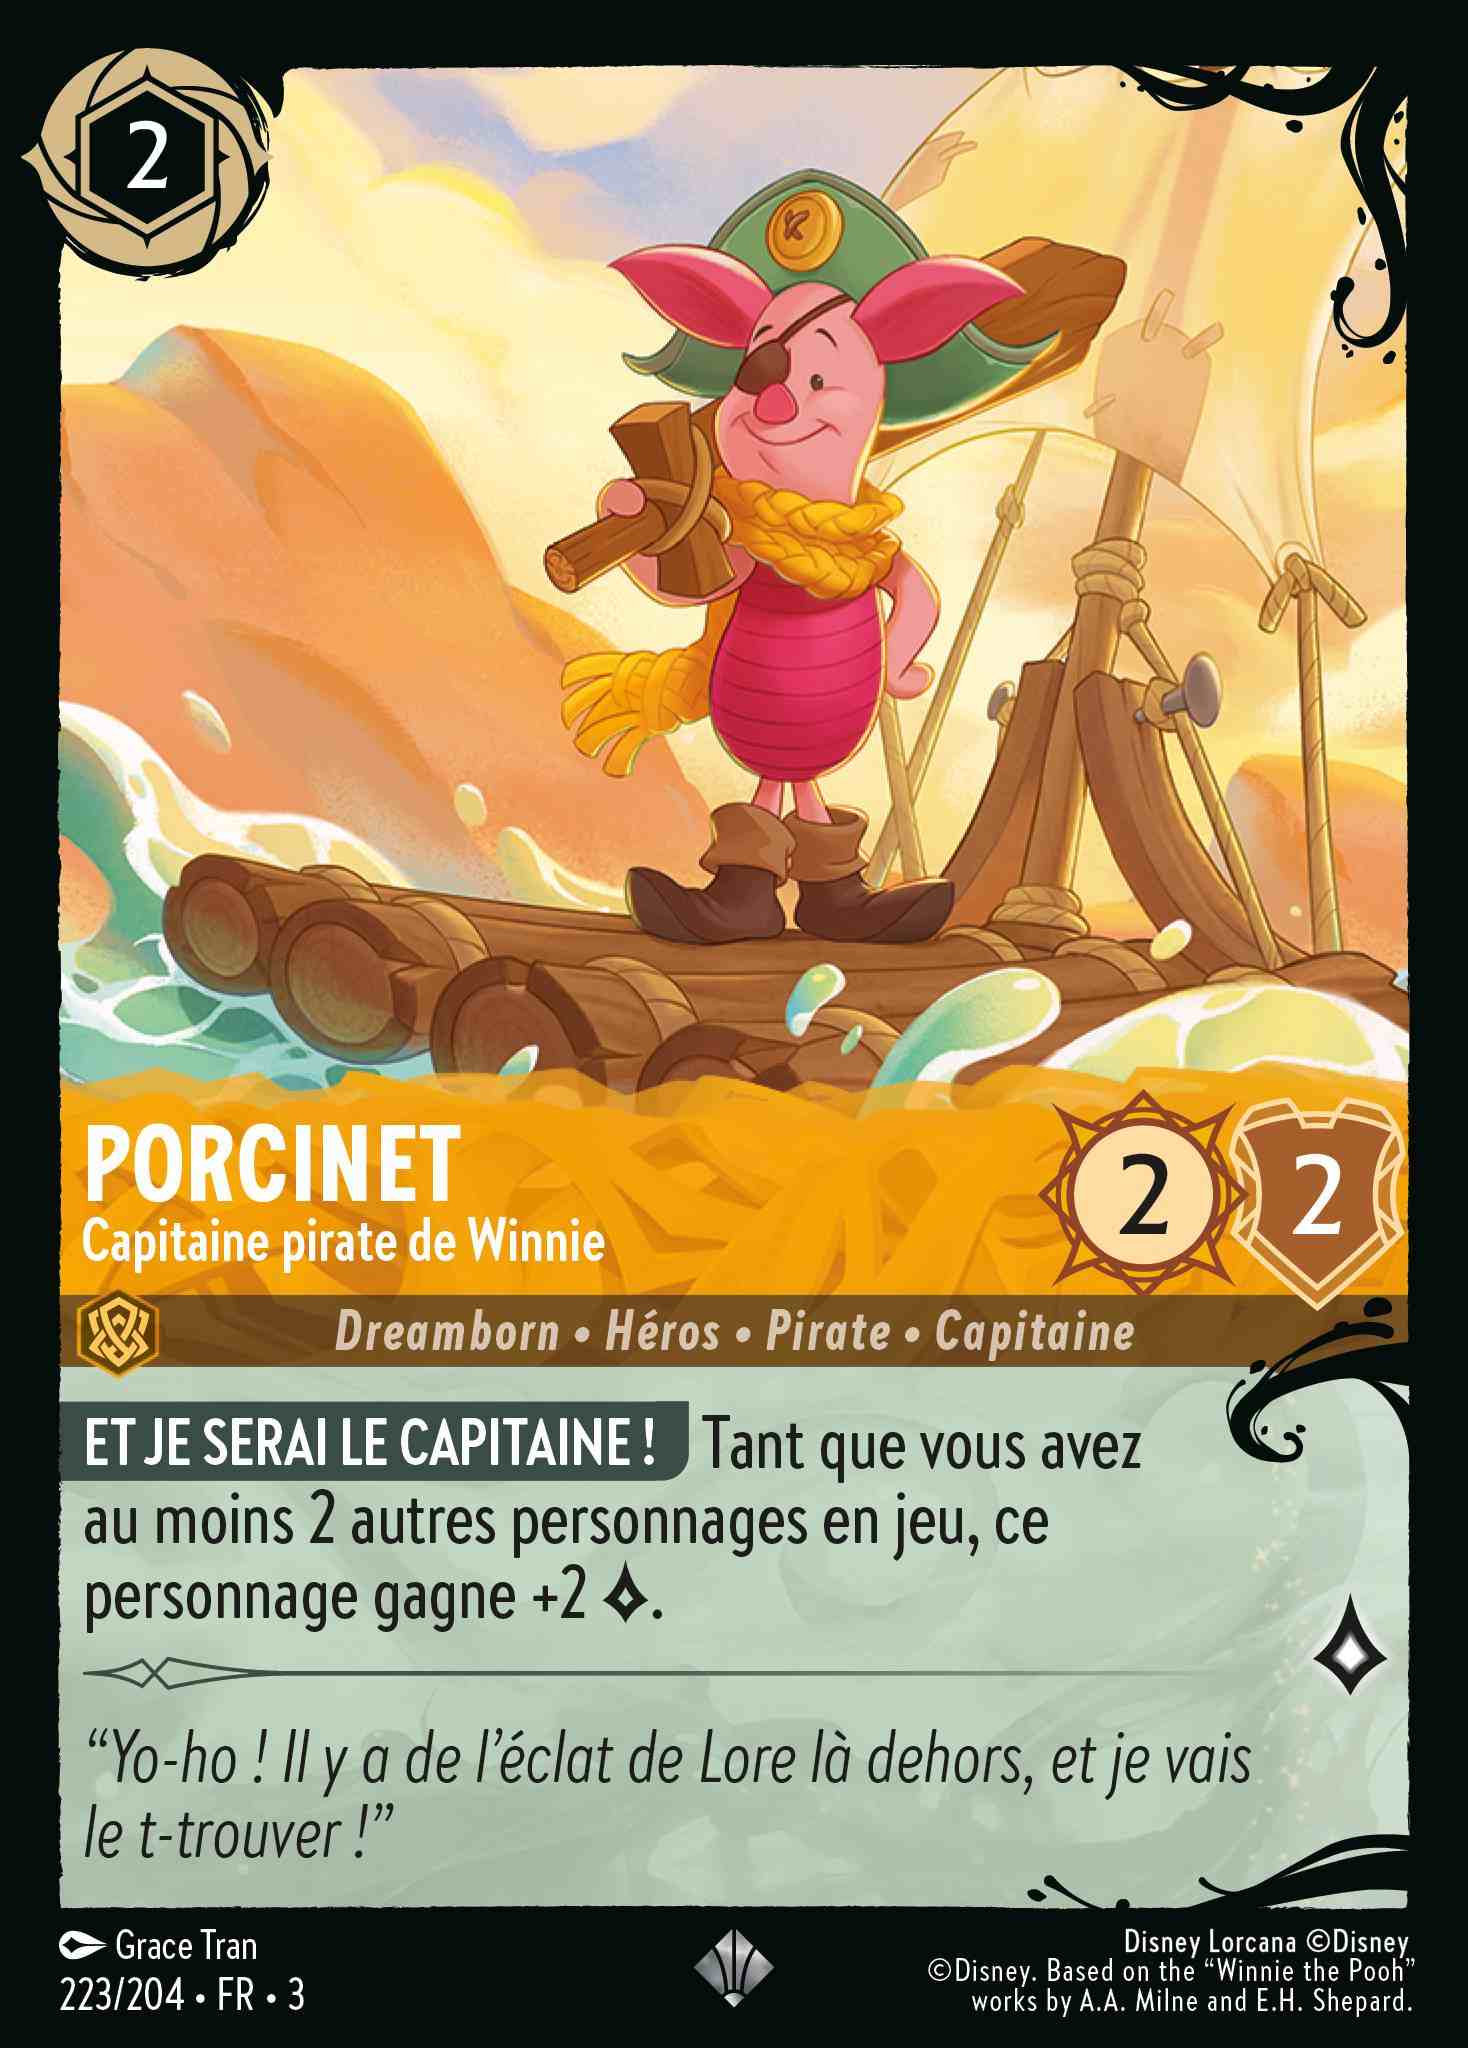 2
PORCINET
Capitaine pirate de Winnie
2
2
Dreamborn • Héros • Pirate • Capitaine
ET JE SERAI LE CAPITAINE ! Tant que vous avez
au moins 2 autres personnages en jeu, ce
personnage gagne +2 .
“Yo-ho ! Il y a de l’éclat de Lore là dehors, et je vais
le t-trouver !”
Grace Tran
223/204 • FR • 3
Disney Lorcana ©Disney
©Disney. Based on the “Winnie the Pooh”
works by A.A. Milne and E.H. Shepard.